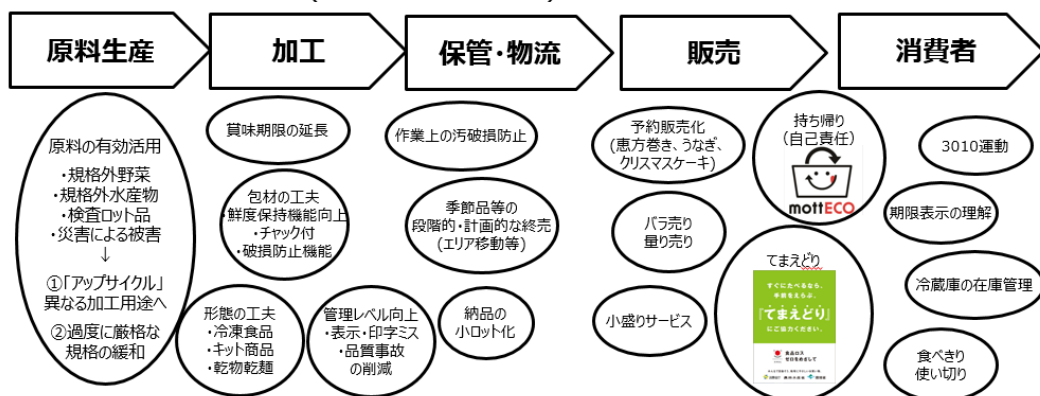 原料生産
加工
保管・物流
販売
消費者
原料の有効活用
・規格外野菜
・規格外水産物
・検査ロット品
・災害による被害
↓
①「アップサイクル」
異なる加工用途へ
②過度に厳格な
規格の緩和
賞味期限の延長
包材の工夫
・鮮度保持機能向上
・チャック付
・破損防止機能
形態の工夫
・冷凍食品
・キット商品
・乾物乾麺
管理レベル向上
・表示・印字ミス
・品質事故
の削減
作業上の汚破損防止
季節品等の
段階的・計画的な終売
(エリア移動等)
納品の
小ロット化
予約販売化
(恵方巻き、うなぎ、
クリスマスケーキ)
バラ売り
量り売り
小盛りサービス
持ち帰り
(自己責任)
mottECO
てまえどり
すぐにたべるなら、
手前をえらぶ。
『てまえどり』
にご協力ください。
食品ロス
ゼロをめざして
3010運動
期限表示の理解
冷蔵庫の在庫管理
食べきり
使い切り